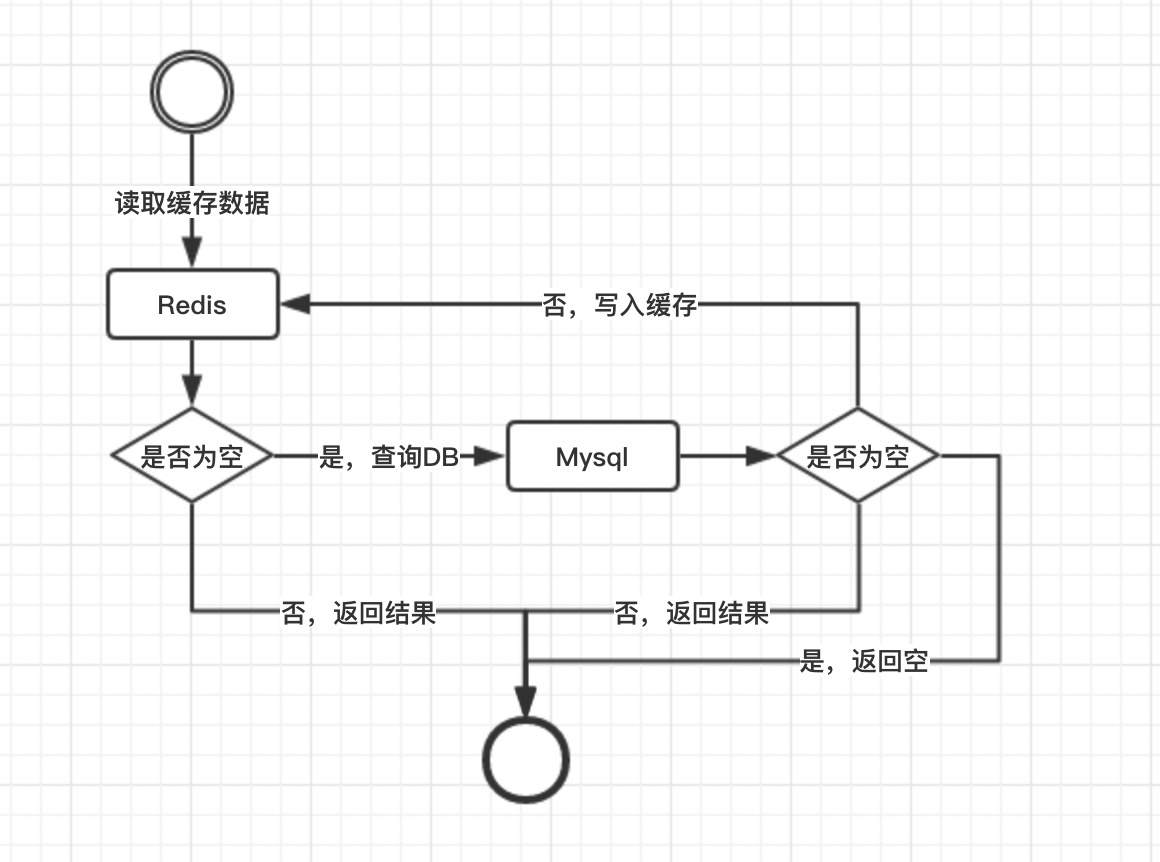 读取缓存数据
Redis
否，写入缓存
是否为空
是，查询DB
Mysql
是否为空
否，返回结果
否，返回结果
是，返回空